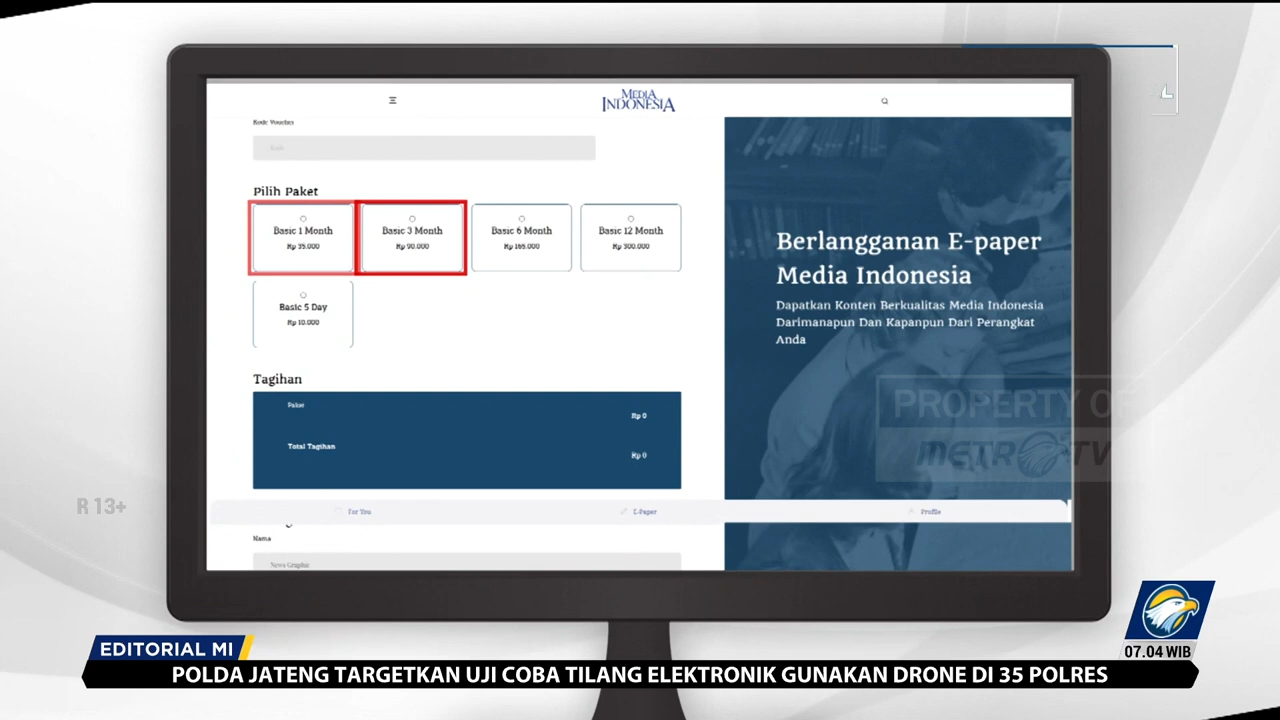 MEDIA
INDONESIA
Kode Voucher
Kode
Pilih Paket
Basic 1 Month
Rp 35.000
Basic 3 Month
Rp 90.000
Basic 6 Month
Rp 169.000
Basic 12 Month
Rp 300.000
Basic 5 Day
Rp 10.000
Tagihan
Paket
Rp 0
Total Tagihan
Rp 0
Berlangganan E-paper
Media Indonesia
Dapatkan Konten Berkualitas Media Indonesia
Darimanapun Dan Kapanpun Dari Perangkat
Anda
PROPERTY OF
METRO TV
R 13+
For You
E-Paper
Profile
Nama
News Graphic
EDITORIAL MI
07.04 WIB
POLDA JATENG TARGETKAN UJI COBA TILANG ELEKTRONIK GUNAKAN DRONE DI 35 POLRES